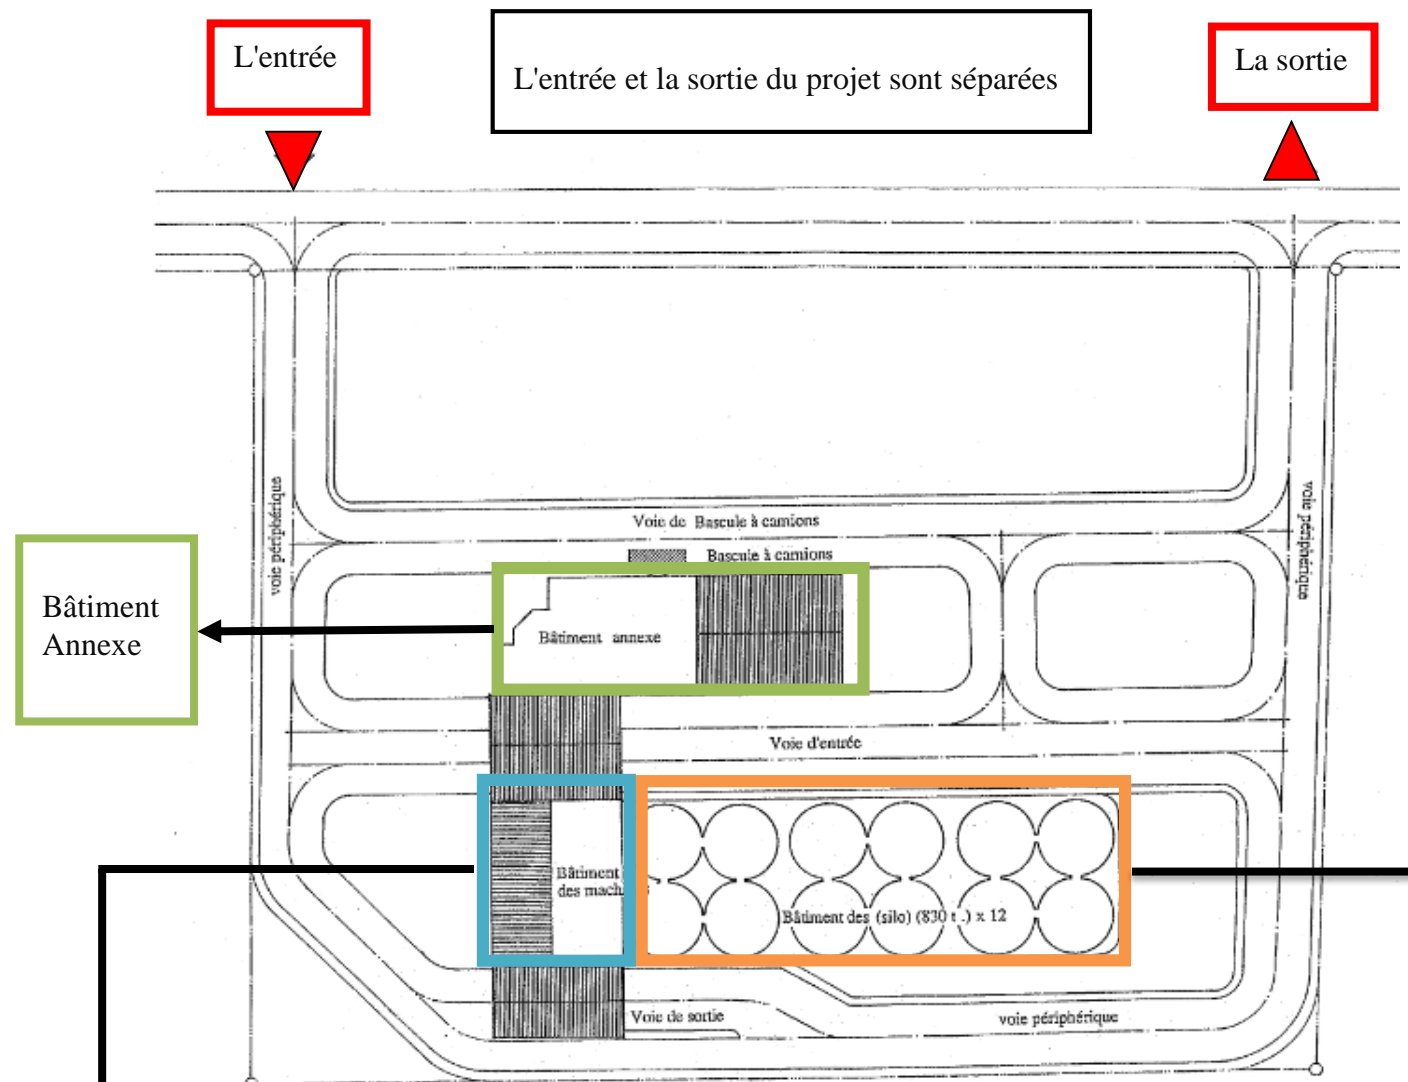 L'entrée
L'entrée et la sortie du projet sont séparées
La sortie
voie périphérique
Voie de Bascule à camions
Bascule à camions
voie périphérique
Bâtiment
Annexe
Bâtiment annexe
Voie d'entrée
Bâtiment
des mach s
Bâtiment des (silo) (830 t .) x 12
Voie de sortie
voie périphérique